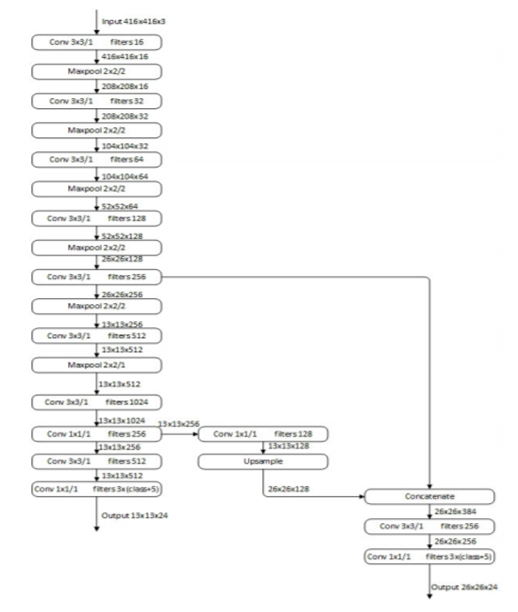 Input 416x416x3
Conv 3x3/1 filters 16
416x416x16
Maxpool 2x2/2
208x208x16
Conv 3x3/1 filters 32
208x208x32
Maxpool 2x2/2
104x104x32
Conv 3x3/1 filters 64
104x104x64
Maxpool 2x2/2
52x52x64
Conv 3x3/1 filters 128
52x52x128
Maxpool 2x2/2
26x26x128
Conv 3x3/1 filters 256
26x26x256
Maxpool 2x2/2
13x13x256
Conv 3x3/1 filters 512
13x13x512
Maxpool 2x2/1
13x13x512
Conv 3x3/1 filters 1024
13x13x1024
Conv 1x1/1 filters 256
13x13x256
Conv 3x3/1 filters 512
13x13x512
Conv 1x1/1 filters 3x(class+5)
Output 13x13x24
13x13x256
Conv 1x1/1 filters 128
13x13x128
Upsample
26x26x128
Concatenate
26x26x384
Conv 3x3/1 filters 256
26x26x256
Conv 1x1/1 filters 3x(class+5)
Output 26x26x24